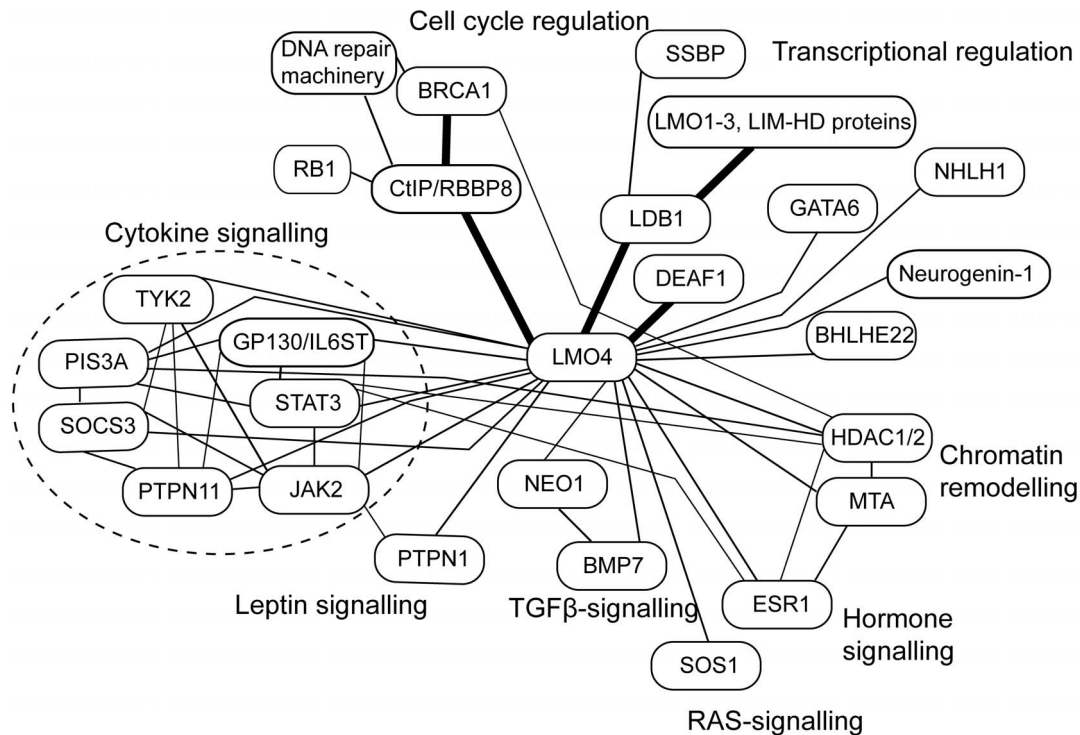 Cell cycle regulation
DNA repair
machinery
BRCA1
SSBP
Transcriptional regulation
LMO1-3, LIM-HD proteins
RB1
CtIP/RBBP8
NHLH1
LDB1
GATA6
Cytokine signalling
DEAF1
Neurogenin-1
TYK2
GP130/IL6ST
BHLHE22
PIS3A
LMO4
STAT3
SOCS3
HDAC1/2
Chromatin
remodelling
PTPN11
JAK2
NEO1
MTA
PTPN1
BMP7
Leptin signalling
TGFβ-signalling
ESR1
Hormone
signalling
SOS1
RAS-signalling